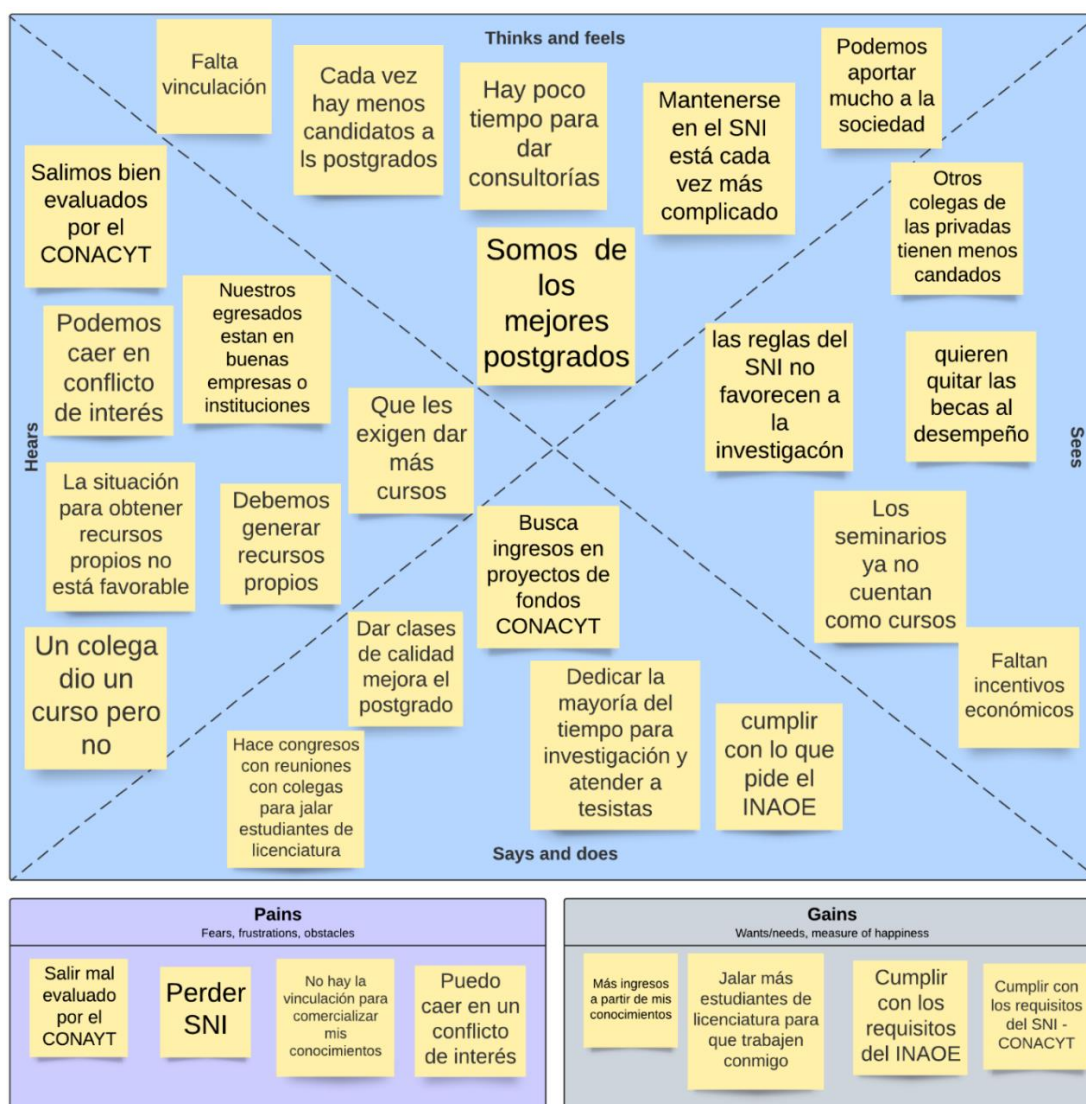 Thinks and feels
Falta
vinculación
Cada vez
hay menos
candidatos a
ls postgrados
Hay poco
tiempo para
dar
consultorías
Mantenerse
en el SNI
está cada
vez más
complicado
Podemos
aportar
mucho a la
sociedad
Somos de
los
mejores
postgrados
Hears
Salimos bien
evaluados
por el
CONACYT
Podemos
caer en
conflicto
de interés
Nuestros
egresados
estan en
buenas
empresas o
instituciones
Que les
exigen dar
más
cursos
La situación
para obtener
recursos
propios no
está favorable
Debemos
generar
recursos
propios
Un colega
dio un
curso pero
no
Sees
Otros
colegas de
las privadas
tienen menos
candados
las reglas del
SNI no
favorecen a
la
investigacón
quieren
quitar las
becas al
desempeño
Los
seminarios
ya no
cuentan
como cursos
Faltan
incentivos
económicos
Busca
ingresos en
proyectos de
fondos
CONACYT
Dar clases
de calidad
mejora el
postgrado
Hace congresos
con reuniones
con colegas
para jalar
estudiantes de
licenciatura
Dedicar la
mayoría del
tiempo para
investigación y
atender a
tesistas
cumplir
con lo que
pide el
INAOE
Says and does
Pains
Fears, frustrations, obstacles
Salir mal
evaluado
por el
CONAYT
Perder
SNI
No hay la
vinculación para
comercializar
mis
conocimientos
Puedo
caer en un
conflicto
de interés
Gains
Wants/needs, measure of happiness
Más ingresos
a partir de mis
conocimientos
Jalar más
estudiantes de
licenciatura para
que trabajen
conmigo
Cumplir
con los
requisitos
del INAOE
Cumplir con
los requisitos
del SNI -
CONACYT